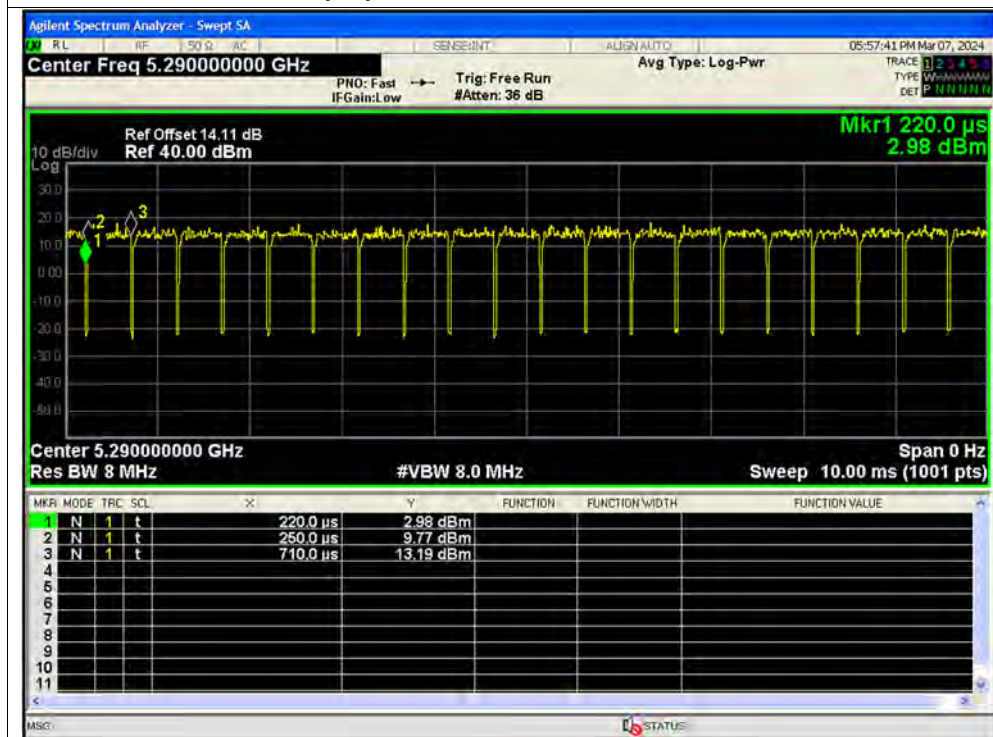 Agilent Spectrum Analyzer - Swept SA
RL RF 50 Ω AC SENSE:INT ALIGN AUTO 05:57:41 PM Mar 07, 2024
Center Freq 5.290000000 GHz Avg Type: Log-Pwr TRACE 1 2 3 4 5 6
PNO: Fast Trig: Free Run TYPE W
IFGain:Low #Atten: 36 dB DET P N N N N N
Mkr1 220.0 µs
Ref Offset 14.11 dB
10 dB/div Ref 40.00 dBm 2.98 dBm
Log
30.0
20.0
10.0
0.00
-10.0
-20.0
-30.0
-40.0
-50.0
2 3
1
Center 5.290000000 GHz Span 0 Hz
Res BW 8 MHz #VBW 8.0 MHz Sweep 10.00 ms (1001 pts)
MKR MODE TRC SCL X Y FUNCTION FUNCTION WIDTH FUNCTION VALUE
1 N 1 t 220.0 µs 2.98 dBm
2 N 1 t 250.0 µs 9.77 dBm
3 N 1 t 710.0 µs 13.19 dBm
4
5
6
7
8
9
10
11
MSG STATUS